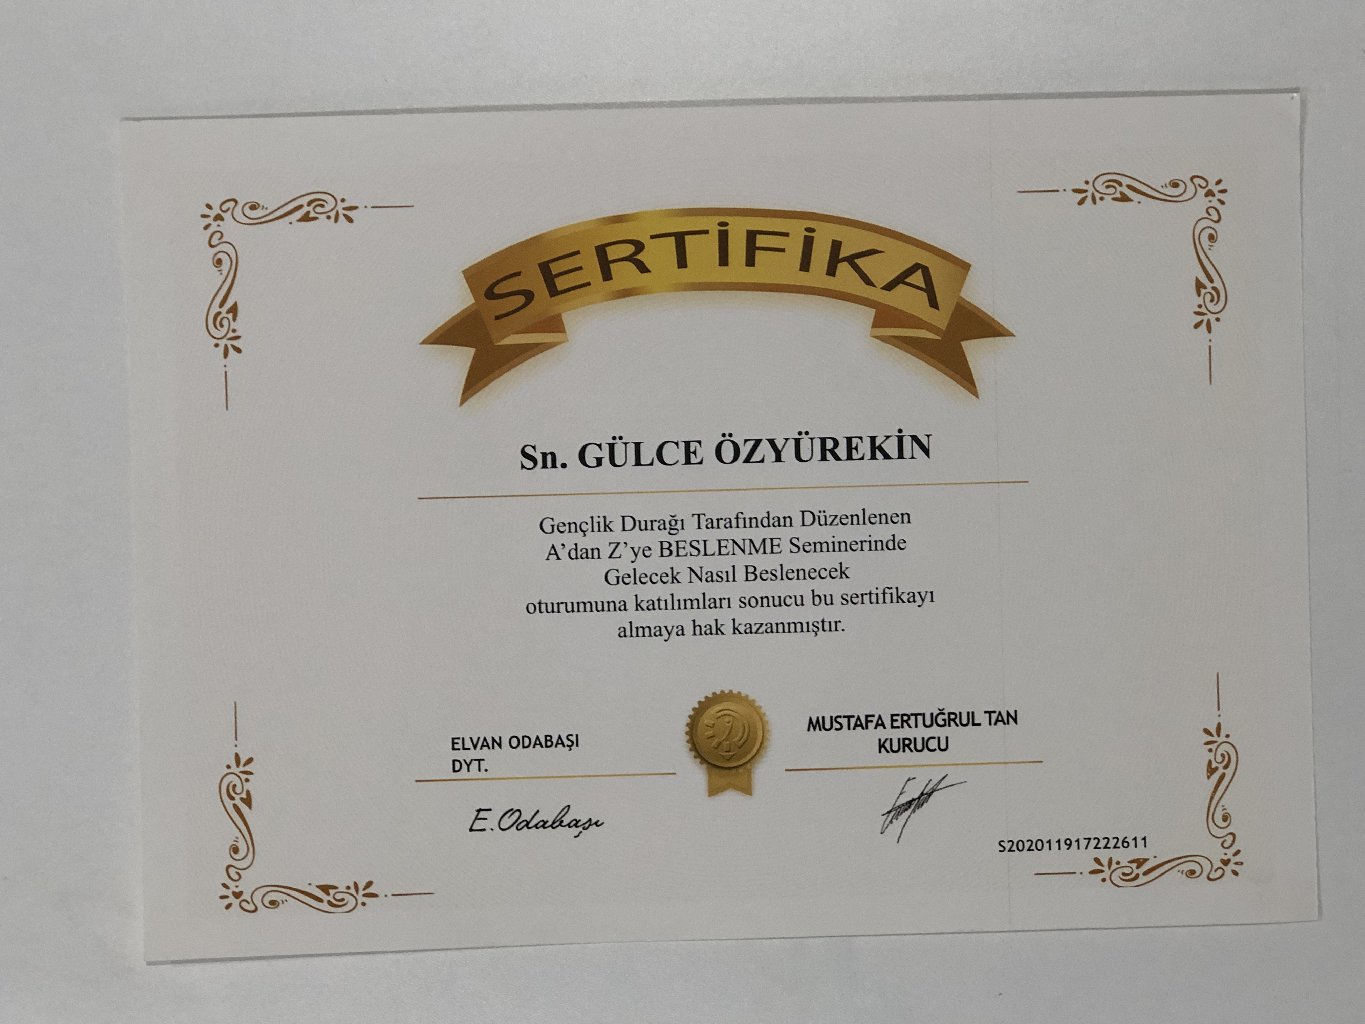 SERTİFİKA
Sn. GÜLCE ÖZYÜREKİN
Gençlik Durağı Tarafından Düzenlenen
A’dan Z’ye BESLENME Seminerinde
Gelecek Nasıl Beslenecek
oturumuna katılımları sonucu bu sertifikayı
almaya hak kazanmıştır.
ELVAN ODABAŞI
DYT.
E.Odabaşı
MUSTAFA ERTUĞRUL TAN
KURUCU
S202011917222611